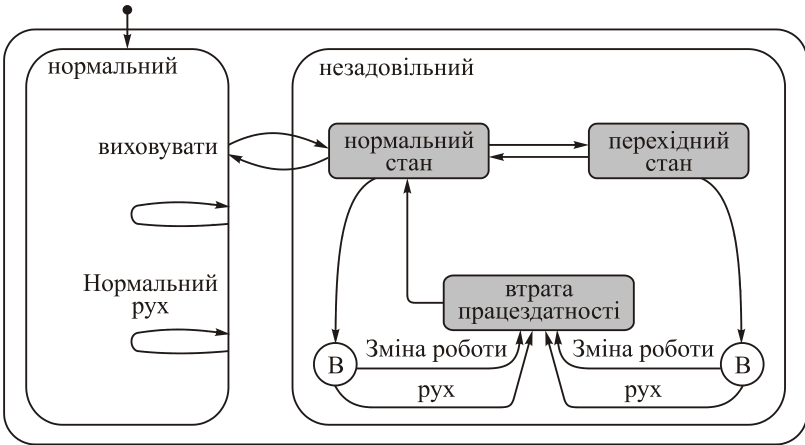 нормальний
незадовільний
виховувати
нормальний
стан
перехідний
стан
Нормальний
рух
втрата
працездатності
В
Зміна роботи
рух
Зміна роботи
рух
В